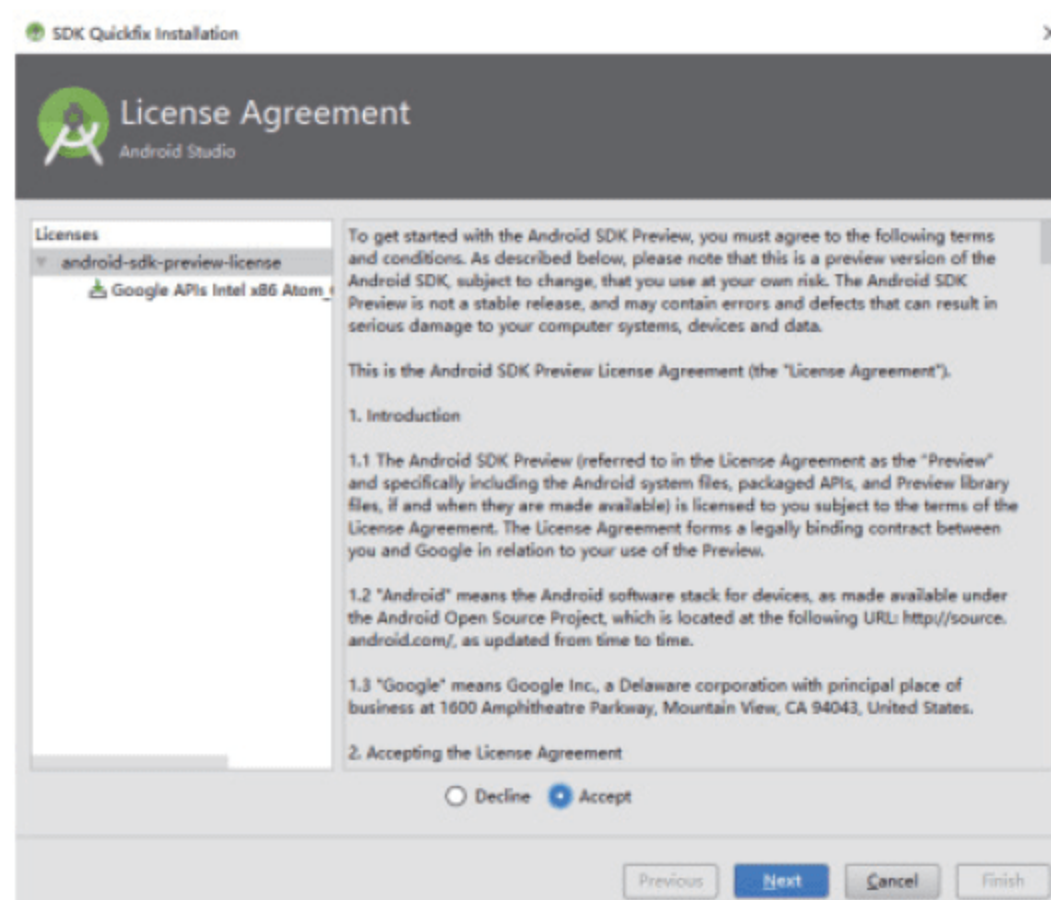 SDK Quickfix Installation
License Agreement
Android Studio
Licenses
android-sdk-preview-license
Google APIs Intel x86 Atom_
To get started with the Android SDK Preview, you must agree to the following terms
and conditions. As described below, please note that this is a preview version of the
Android SDK, subject to change, that you use at your own risk. The Android SDK
Preview is not a stable release, and may contain errors and defects that can result in
serious damage to your computer systems, devices and data.
This is the Android SDK Preview License Agreement (the "License Agreement").
1. Introduction
1.1 The Android SDK Preview (referred to in the License Agreement as the "Preview"
and specifically including the Android system files, packaged APIs, and Preview library
files, if and when they are made available) is licensed to you subject to the terms of the
License Agreement. The License Agreement forms a legally binding contract between
you and Google in relation to your use of the Preview.
1.2 "Android" means the Android software stack for devices, as made available under
the Android Open Source Project, which is located at the following URL: http://source.
android.com/, as updated from time to time.
1.3 "Google" means Google Inc., a Delaware corporation with principal place of
business at 1600 Amphitheatre Parkway, Mountain View, CA 94043, United States.
2. Accepting the License Agreement
Decline Accept
Previous Next Cancel Finish